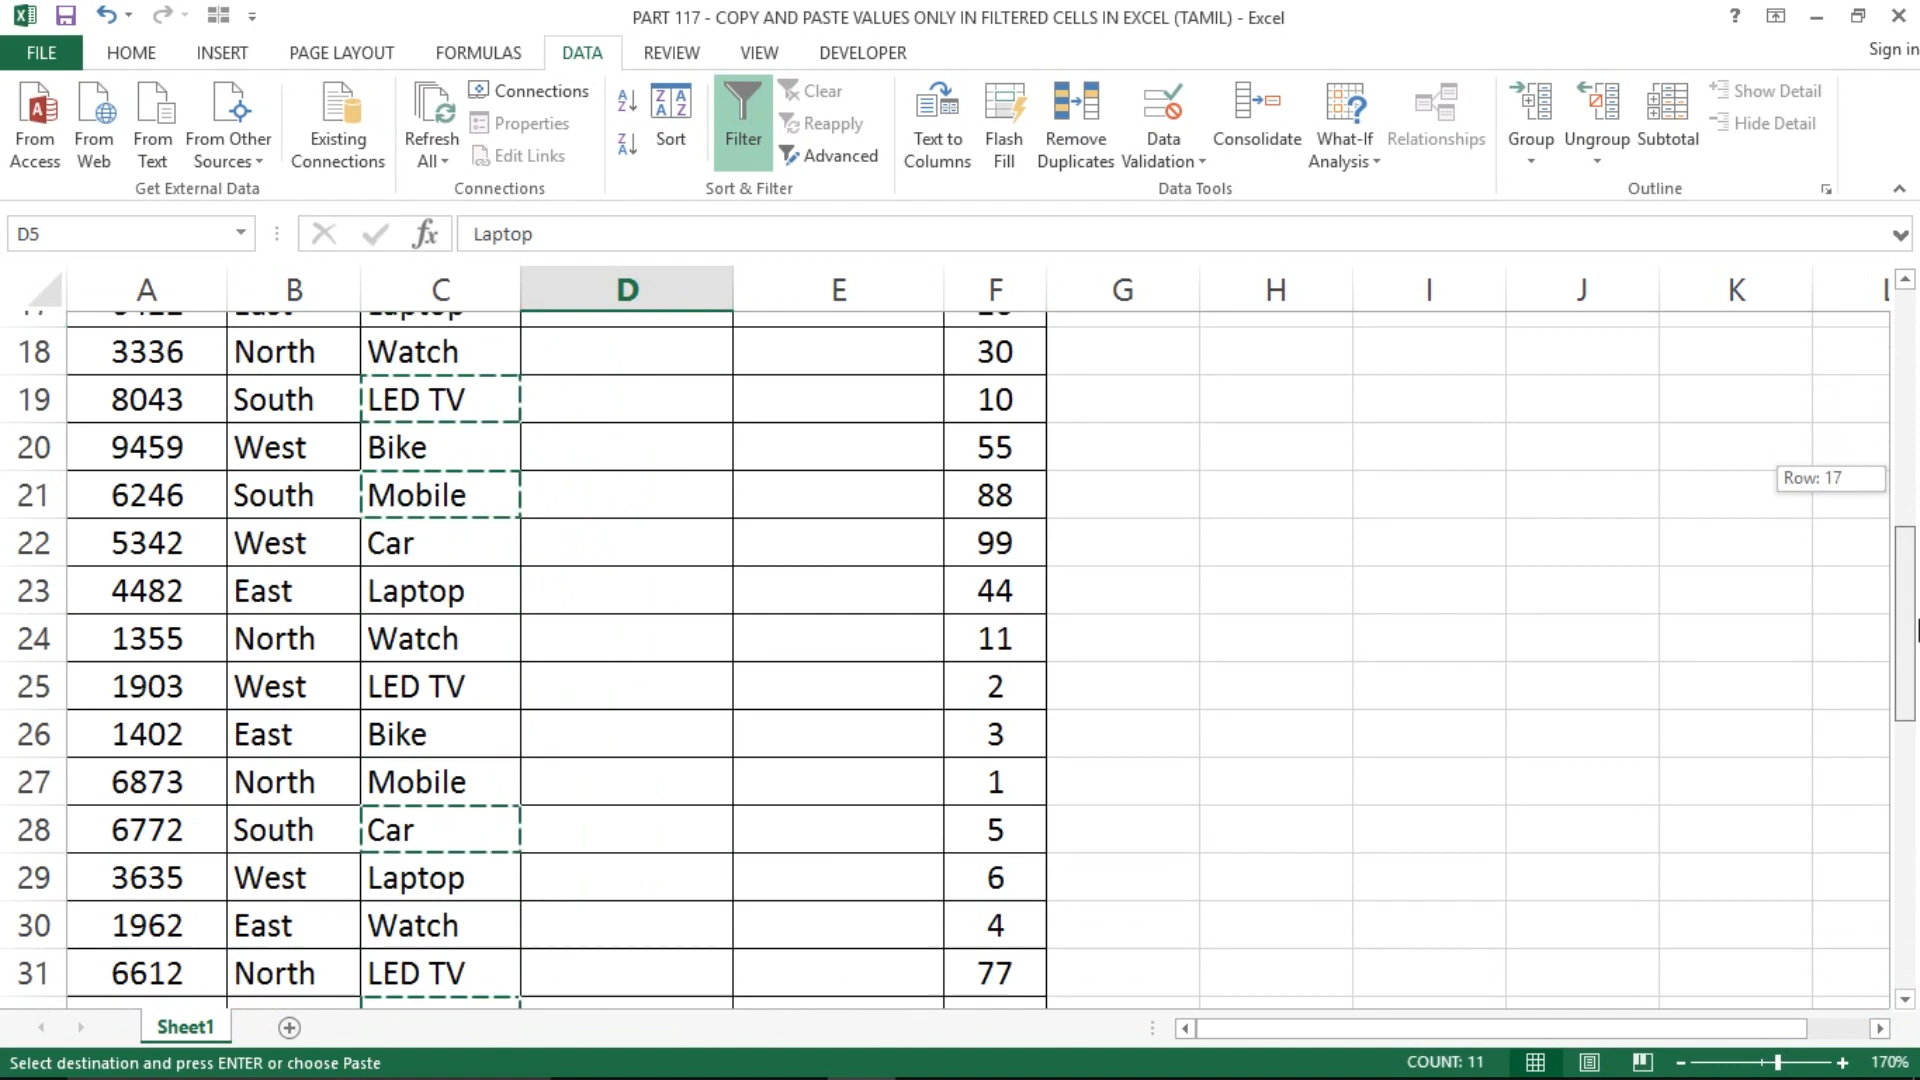 PART 117 - COPY AND PASTE VALUES ONLY IN FILTERED CELLS IN EXCEL (TAMIL) - Excel
?
FILE HOME INSERT PAGE LAYOUT FORMULAS DATA REVIEW VIEW DEVELOPER Sign in
From Access
From Web
From Text
From Other Sources
Get External Data
Existing Connections
Refresh All
Connections
Properties
Edit Links
Connections
Sort
Filter
Clear
Reapply
Advanced
Sort & Filter
Text to Columns
Flash Fill
Remove Duplicates
Data Validation
Consolidate
What-If Analysis
Relationships
Data Tools
Group
Ungroup
Subtotal
Show Detail
Hide Detail
Outline
D5 fx Laptop
A B C D E F G H I J K
18 3336 North Watch 30
19 8043 South LED TV 10
20 9459 West Bike 55
21 6246 South Mobile 88
22 5342 West Car 99
23 4482 East Laptop 44
24 1355 North Watch 11
25 1903 West LED TV 2
26 1402 East Bike 3
27 6873 North Mobile 1
28 6772 South Car 5
29 3635 West Laptop 6
30 1962 East Watch 4
31 6612 North LED TV 77
Row: 17
Sheet1
Select destination and press ENTER or choose Paste COUNT: 11 170%